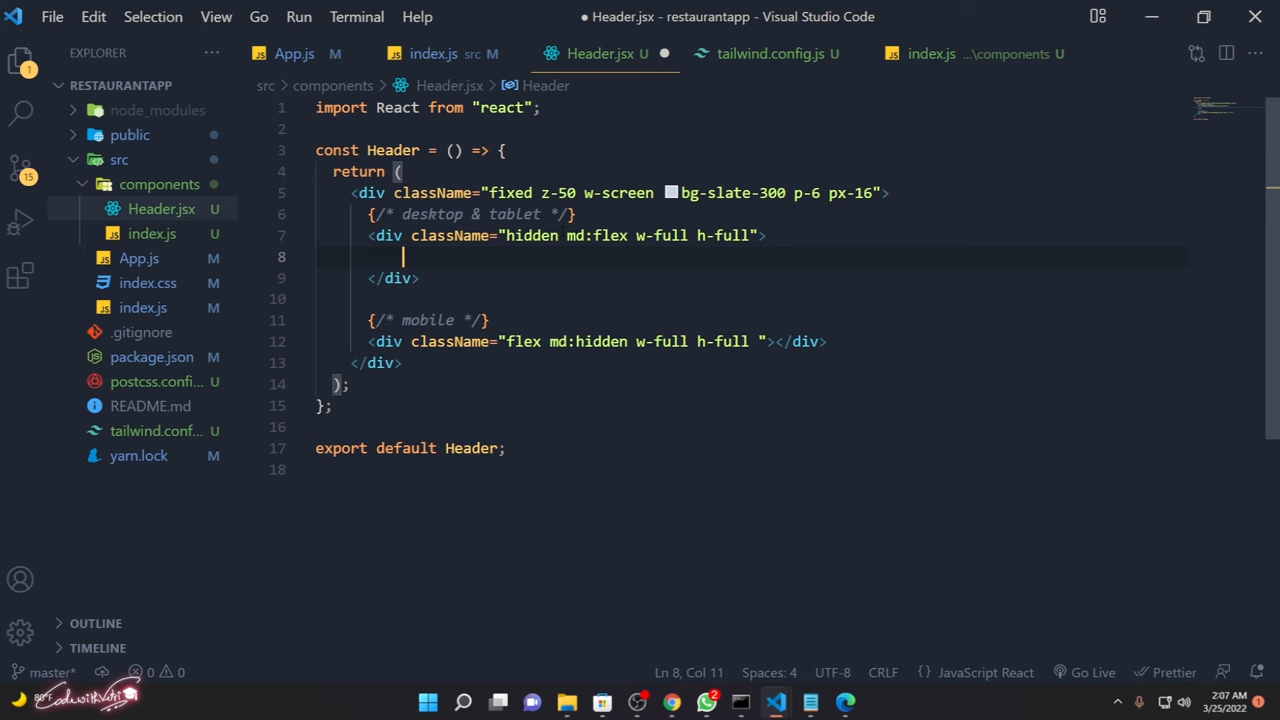 File Edit Selection View Go Run Terminal Help ● Header.jsx - restaurantapp - Visual Studio Code
EXPLORER ··· App.js M index.js src M Header.jsx U ● tailwind.config.js U index.js ...\components U ···
1
RESTAURANTAPP
src > components > Header.jsx > Header
node_modules
public
src
15
components
Header.jsx U
index.js U
App.js M
index.css M
index.js M
.gitignore
package.json M
postcss.confi... U
README.md
tailwind.conf... U
yarn.lock M
OUTLINE
TIMELINE
1 import React from "react";
2
3 const Header = () => {
4 return (
5 <div className="fixed z-50 w-screen bg-slate-300 p-6 px-16">
6 {/* desktop & tablet */}
7 <div className="hidden md:flex w-full h-full">
8
9 </div>
10
11 {/* mobile */}
12 <div className="flex md:hidden w-full h-full "></div>
13 </div>
14 );
15 };
16
17 export default Header;
18
master* 0 0 Ln 8, Col 11 Spaces: 4 UTF-8 CRLF { } JavaScript React Go Live Prettier
80°F
2
2:07 AM
3/25/2022
1